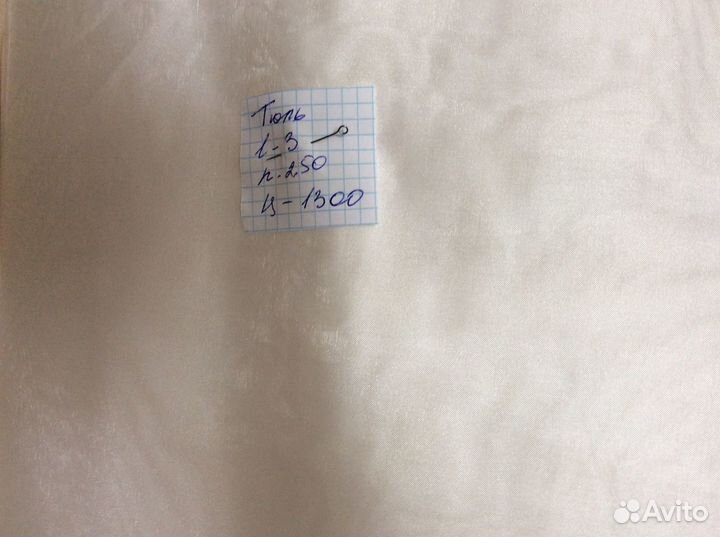 Тюль
l = 3
h. 2.50
Ц - 1300
Avito